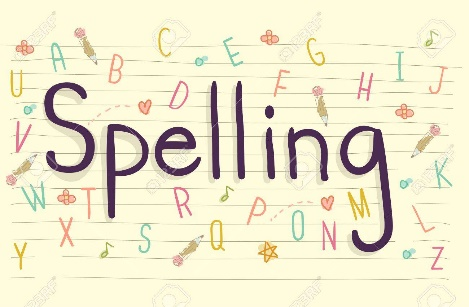 A C E G I
U B D F H J
V
Spelling
W T R P O N M L K
Y X S Q Z